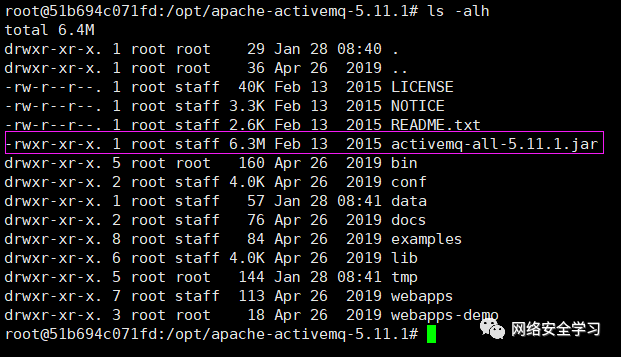 root@51b694c071fd:/opt/apache-activemq-5.11.1# ls -alh
total 6.4M
drwxr-xr-x. 1 root root    29 Jan 28 08:40 .
drwxr-xr-x. 1 root root    36 Apr 26  2019 ..
-rw-r--r--. 1 root staff  40K Feb 13  2015 LICENSE
-rw-r--r--. 1 root staff 3.3K Feb 13  2015 NOTICE
-rw-r--r--. 1 root staff 2.6K Feb 13  2015 README.txt
-rwxr-xr-x. 1 root staff 6.3M Feb 13  2015 activemq-all-5.11.1.jar
drwxr-xr-x. 5 root root   160 Apr 26  2019 bin
drwxr-xr-x. 2 root staff 4.0K Apr 26  2019 conf
drwxr-xr-x. 1 root staff   57 Jan 28 08:41 data
drwxr-xr-x. 2 root staff   76 Apr 26  2019 docs
drwxr-xr-x. 8 root staff   84 Apr 26  2019 examples
drwxr-xr-x. 6 root staff 4.0K Apr 26  2019 lib
drwxr-xr-x. 5 root root   144 Jan 28 08:41 tmp
drwxr-xr-x. 7 root staff  113 Apr 26  2019 webapps
drwxr-xr-x. 3 root root    18 Apr 26  2019 webapps-demo
root@51b694c071fd:/opt/apache-activemq-5.11.1#
网络安全学习